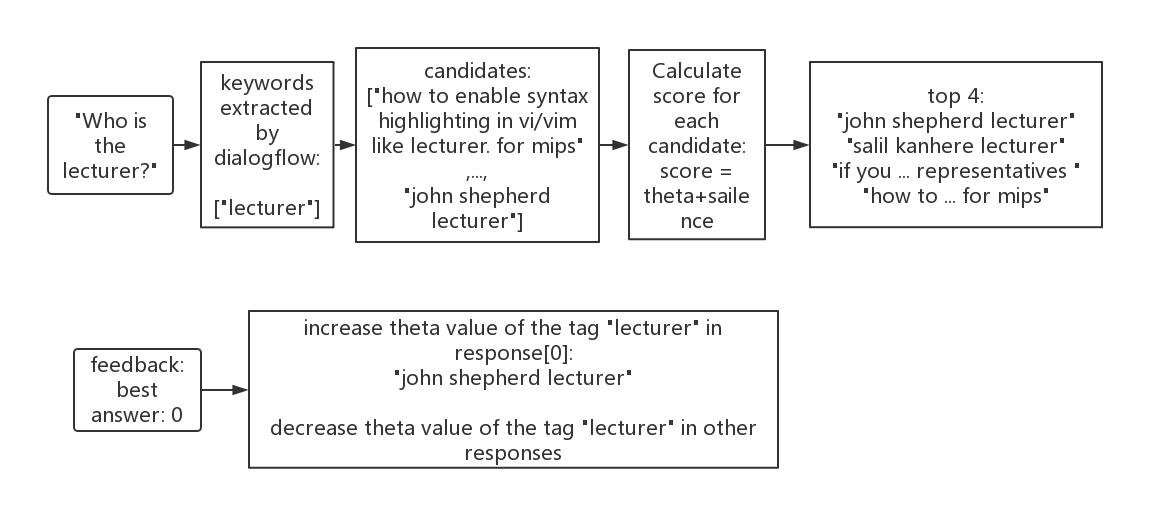 "Who is
the
lecturer?"
keywords
extracted
by
dialogflow:
["lecturer"]
candidates:
["how to enable syntax
highlighting in vi/vim
like lecturer. for mips"
,...,
"john shepherd
lecturer"]
Calculate
score for
each
candidate:
score =
theta+saile
nce
top 4:
"john shepherd lecturer"
"salil kanhere lecturer"
"if you ... representatives "
"how to ... for mips"
feedback:
best
answer: 0
increase theta value of the tag "lecturer" in
response[0]:
"john shepherd lecturer"
decrease theta value of the tag "lecturer" in other
responses